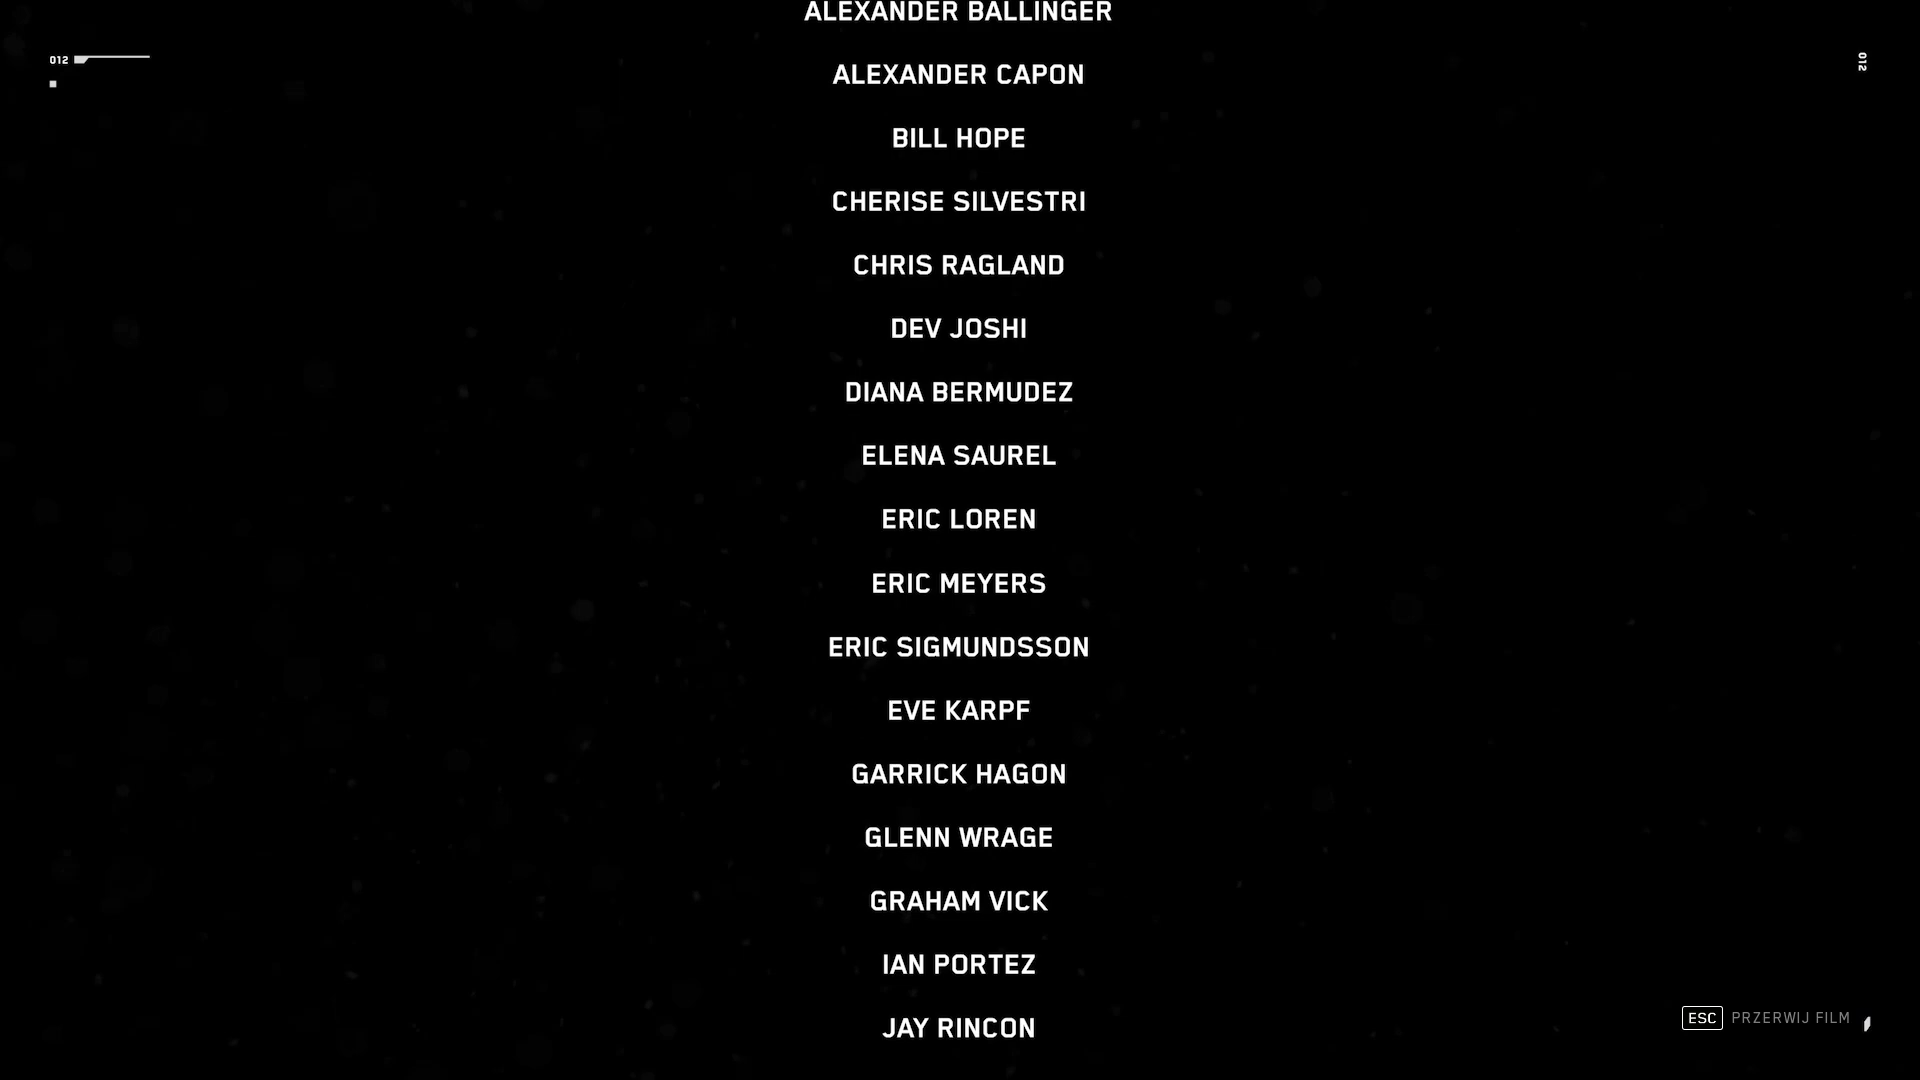 ALEXANDER BALLINGER
012
012
ALEXANDER CAPON
BILL HOPE
CHERISE SILVESTRI
CHRIS RAGLAND
DEV JOSHI
DIANA BERMUDEZ
ELENA SAUREL
ERIC LOREN
ERIC MEYERS
ERIC SIGMUNDSSON
EVE KARPF
GARRICK HAGON
GLENN WRAGE
GRAHAM VICK
IAN PORTEZ
ESC PRZERWIJ FILM
JAY RINCON